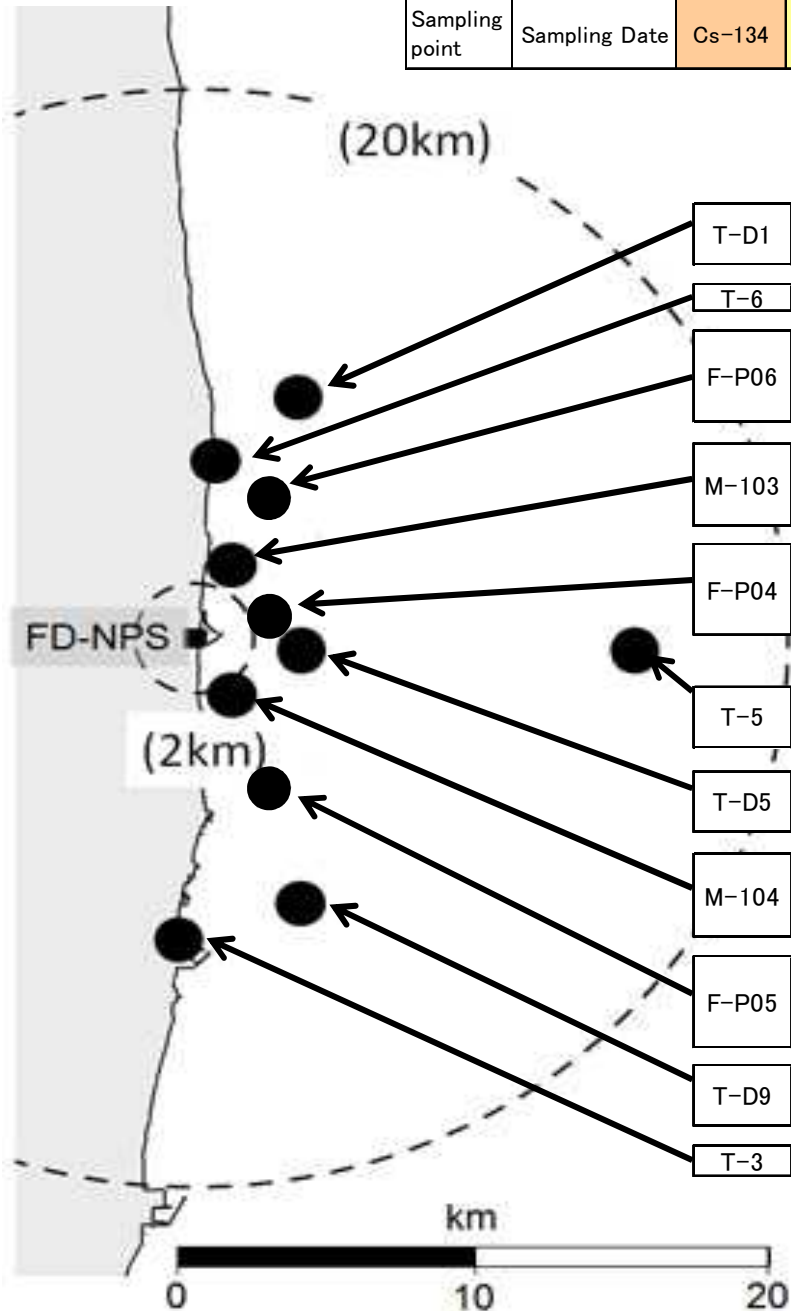 Sampling
point
Sampling Date
Cs-134
(20km)
T-D1
T-6
F-P06
M-103
F-P04
FD-NPS
T-5
(2km)
T-D5
M-104
F-P05
T-D9
T-3
km
0
10
20